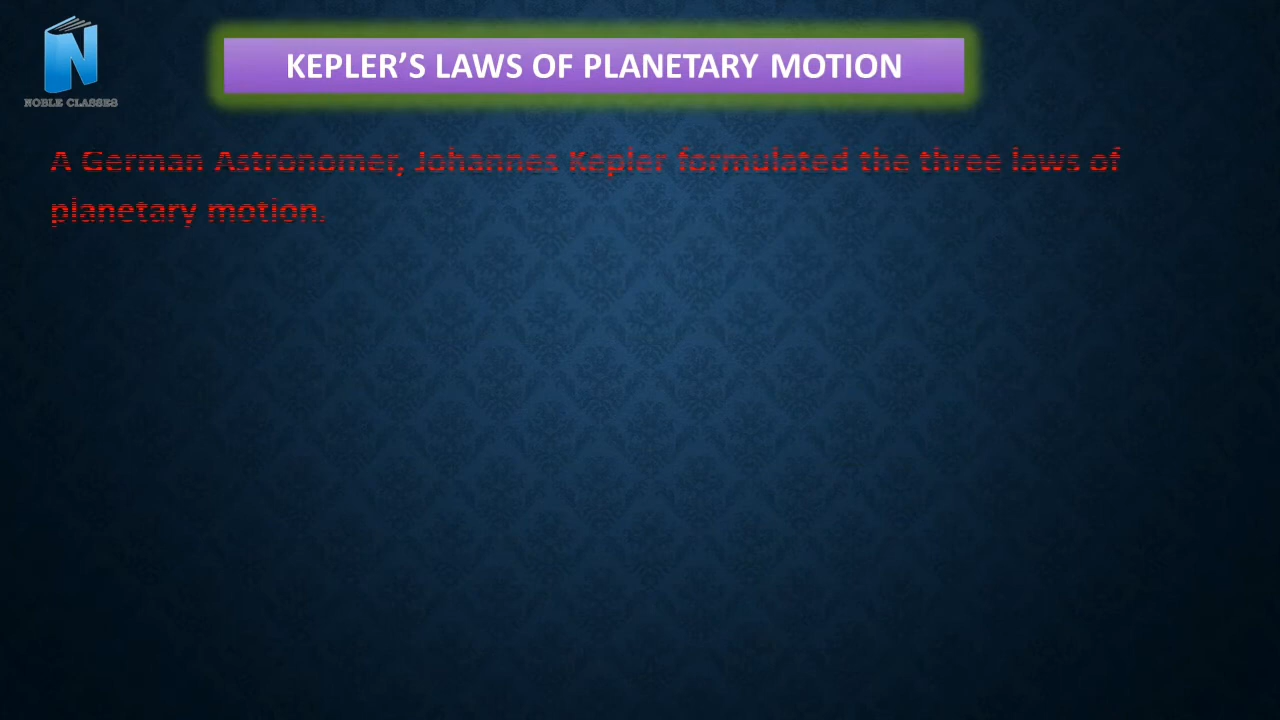 NOBLE CLASSES
KEPLER’S LAWS OF PLANETARY MOTION
A German Astronomer, Johannes Kepler formulated the three laws of
planetary motion.